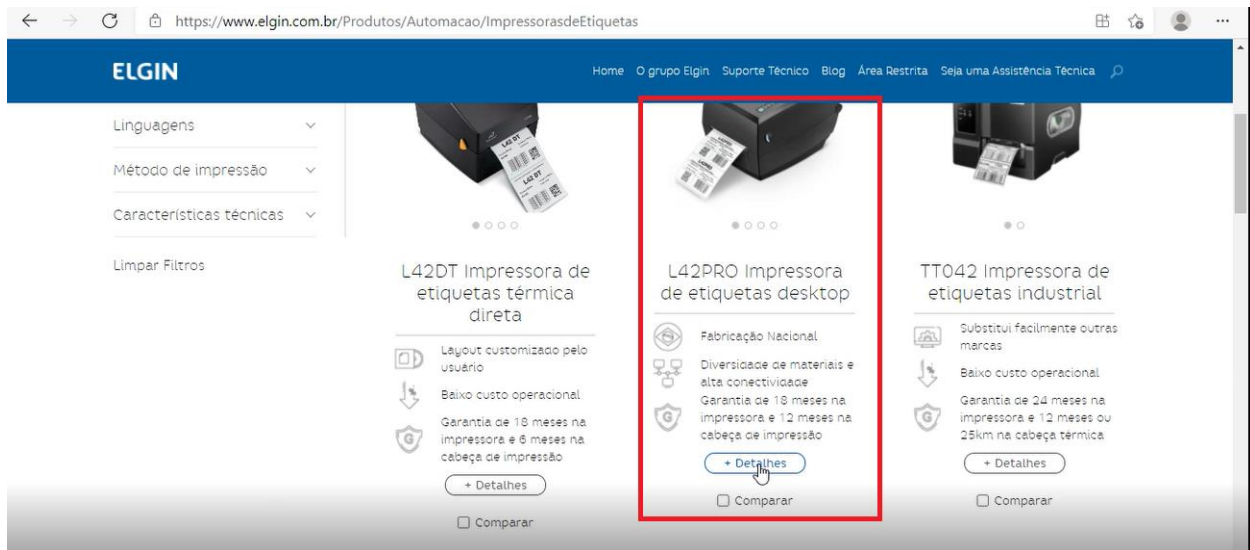 https://www.elgin.com.br/Produtos/Automacao/ImpressorasdeEtiquetas
ELGIN
Home O grupo Elgin Suporte Técnico Blog Área Restrita Seja uma Assistência Técnica
Linguagens
Método de impressão
Características técnicas
Limpar Filtros
L42 DT
L42 DT
L42DT Impressora de
etiquetas térmica
direta
Layout customizado pelo
usuário
Baixo custo operacional
Garantia de 18 meses na
impressora e 6 meses na
cabeça de impressão
+ Detalhes
Comparar
L42PRO
L42PRO Impressora
de etiquetas desktop
Fabricação Nacional
Diversidade de materiais e
alta conectividade
Garantia de 18 meses na
impressora e 12 meses na
cabeça de impressão
+ Detalhes
Comparar
TT042 Impressora de
etiquetas industrial
Substitui facilmente outras
marcas
Baixo custo operacional
Garantia de 24 meses na
impressora e 12 meses ou
25km na cabeça térmica
+ Detalhes
Comparar